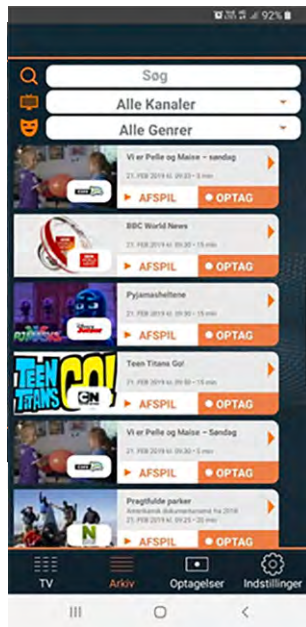 92%
Søg
Alle Kanaler
Alle Genrer
Vi er Pelle og Maise – søndag
21. FEB 2019 kl. 09:30 – 5 min
AFSPIL OPTAG
BBC World News
21. FEB 2019 kl. 09:30 – 15 min
AFSPIL OPTAG
Pyjamasheltene
21. FEB 2019 kl. 09:30 – 15 min
AFSPIL OPTAG
TEEN TITANS GO!
CN
Teen Titans Go!
21. FEB 2019 kl. 09:30 – 15 min
AFSPIL OPTAG
Vi er Pelle og Maise – Søndag
21. FEB 2019 kl. 09:30 – 5 min
AFSPIL OPTAG
N
Pragtfulde parker
Amerikansk dokumentarserie fra 2018
21. FEB 2019 kl. 09:25 – 20 min
AFSPIL OPTAG
TV Arkiv Optagelser Indstillinger